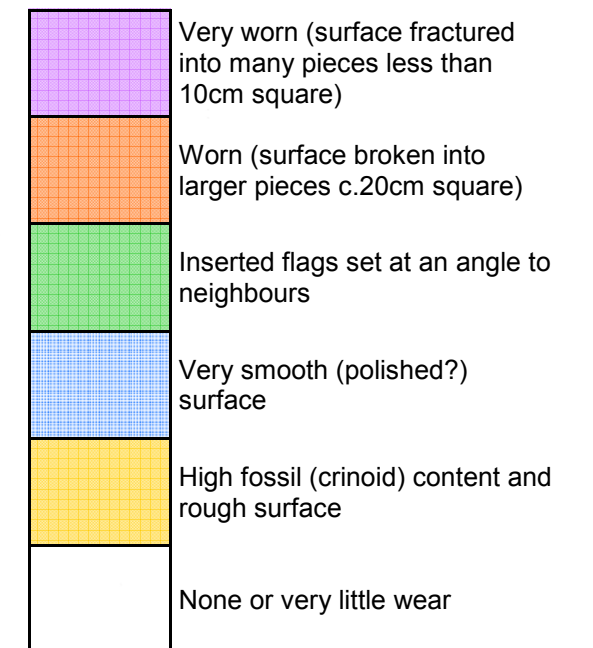 Very worn (surface fractured
into many pieces less than
10cm square)
Worn (surface broken into
larger pieces c.20cm square)
Inserted flags set at an angle to
neighbours
Very smooth (polished?)
surface
High fossil (crinoid) content and
rough surface
None or very little wear